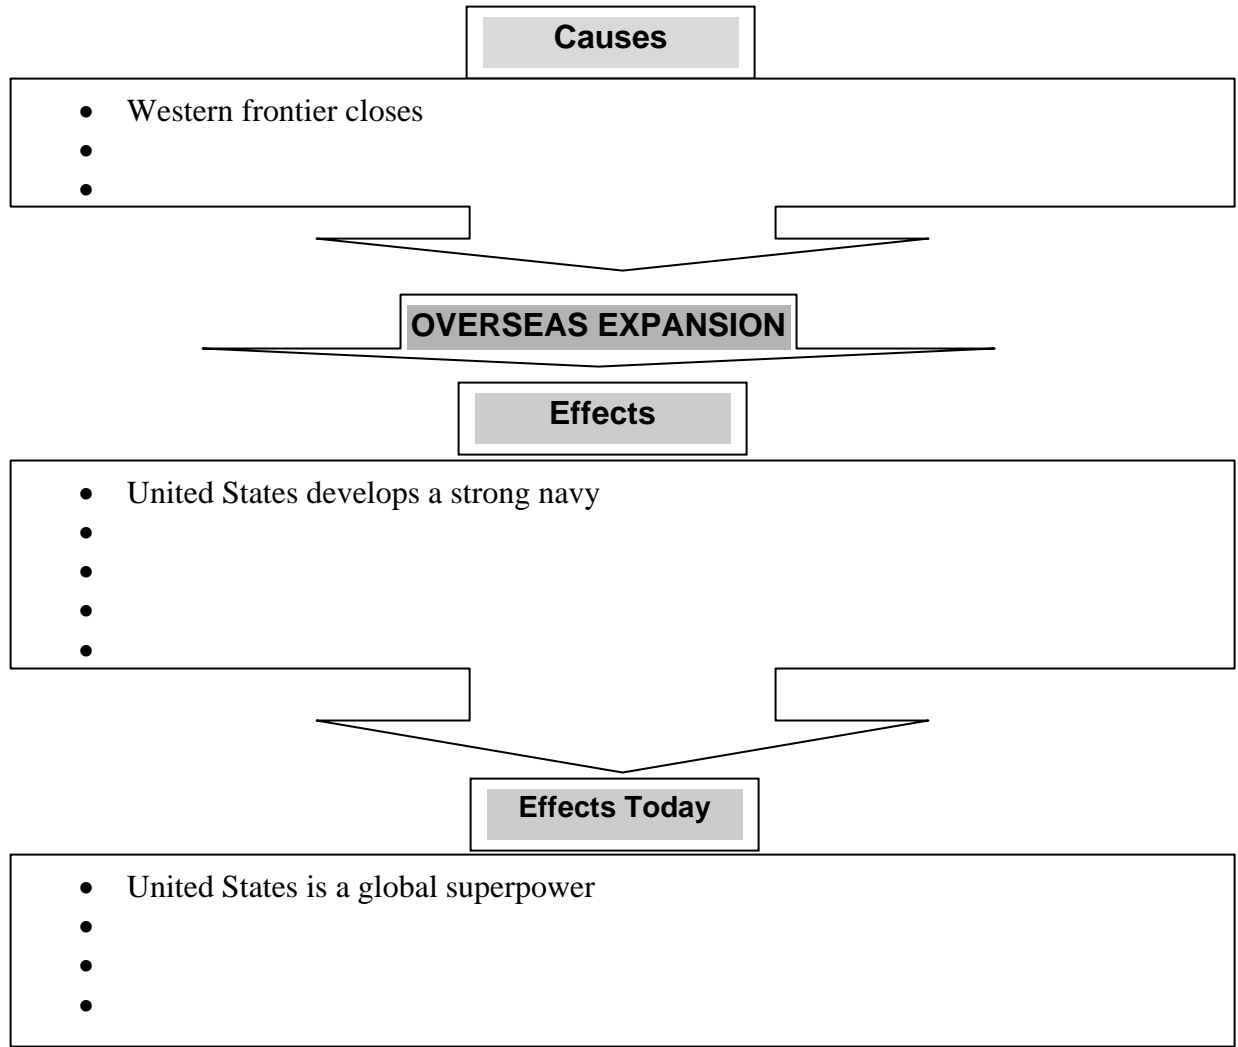 Causes
• Western frontier closes
•
•
OVERSEAS EXPANSION
Effects
• United States develops a strong navy
•
•
•
•
Effects Today
• United States is a global superpower
•
•
•